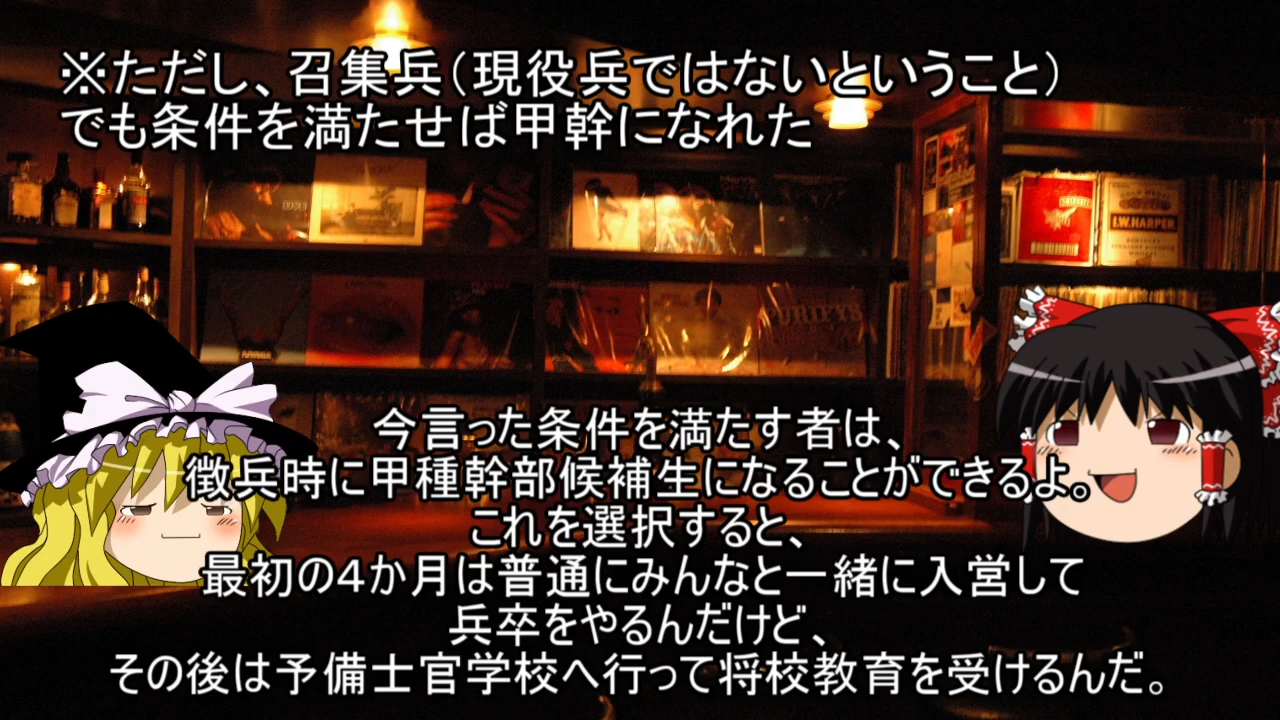 ※ただし、召集兵(現役兵ではないということ)
でも条件を満たせば甲幹になれた
I.W.HARPER
PURIFYS
今言った条件を満たす者は、
徴兵時に甲種幹部候補生になることができるよ。
これを選択すると、
最初の4か月は普通にみんなと一緒に入営して
兵卒をやるんだけど、
その後は予備士官学校へ行って将校教育を受けるんだ。